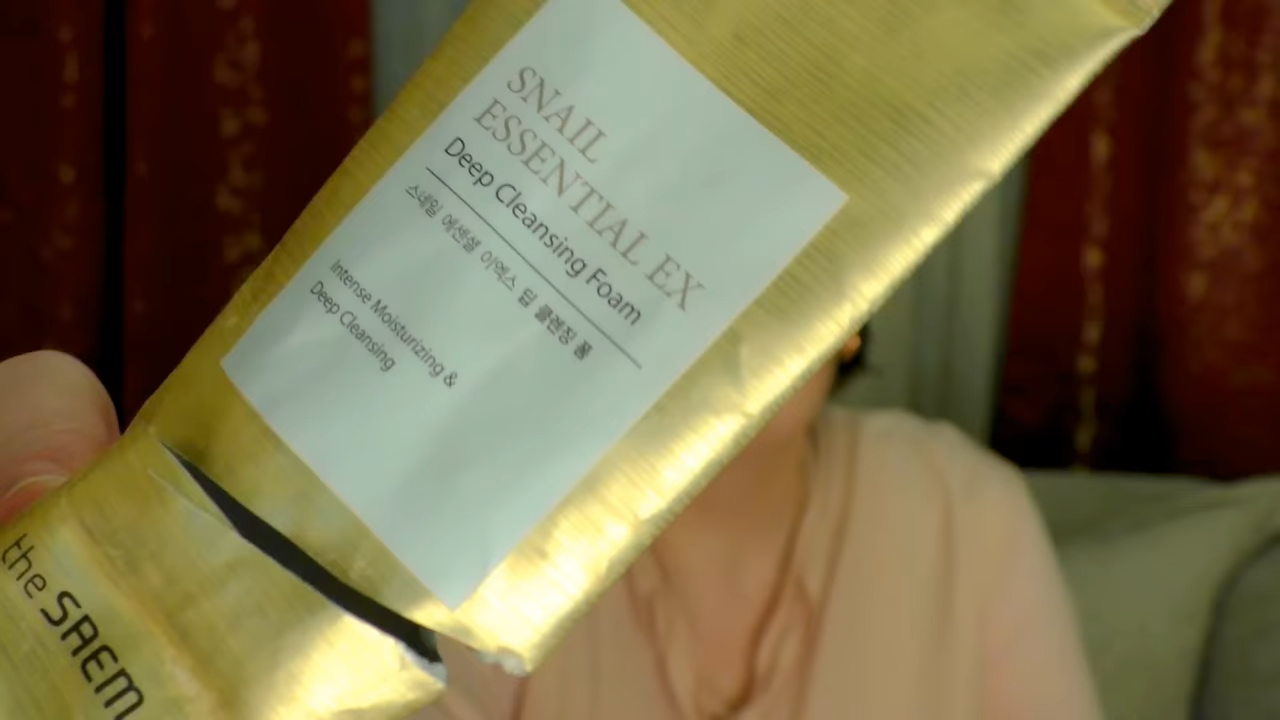 SNAIL
ESSENTIAL EX
Deep Cleansing Foam
스네일 에센셜 이엑스 딥 클렌징 폼
Intense Moisturizing &
Deep Cleansing
the SAEM